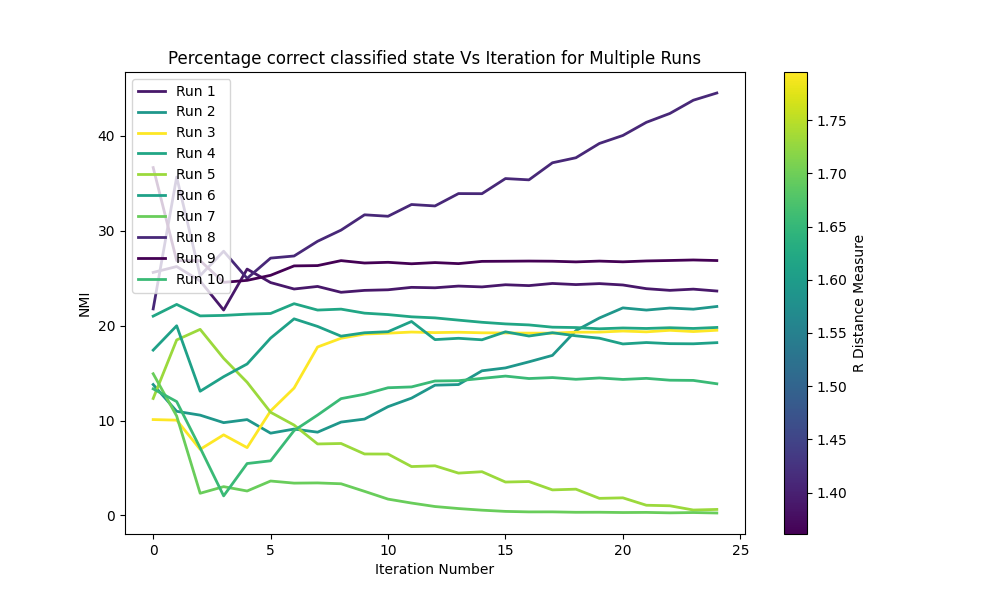 Percentage correct classified state Vs Iteration for Multiple Runs
NMI
40
30
20
10
0
Run 1
Run 2
Run 3
Run 4
Run 5
Run 6
Run 7
Run 8
Run 9
Run 10
0 5 10 15 20 25
Iteration Number
1.75
1.70
1.65
1.60
1.55
1.50
1.45
1.40
R Distance Measure